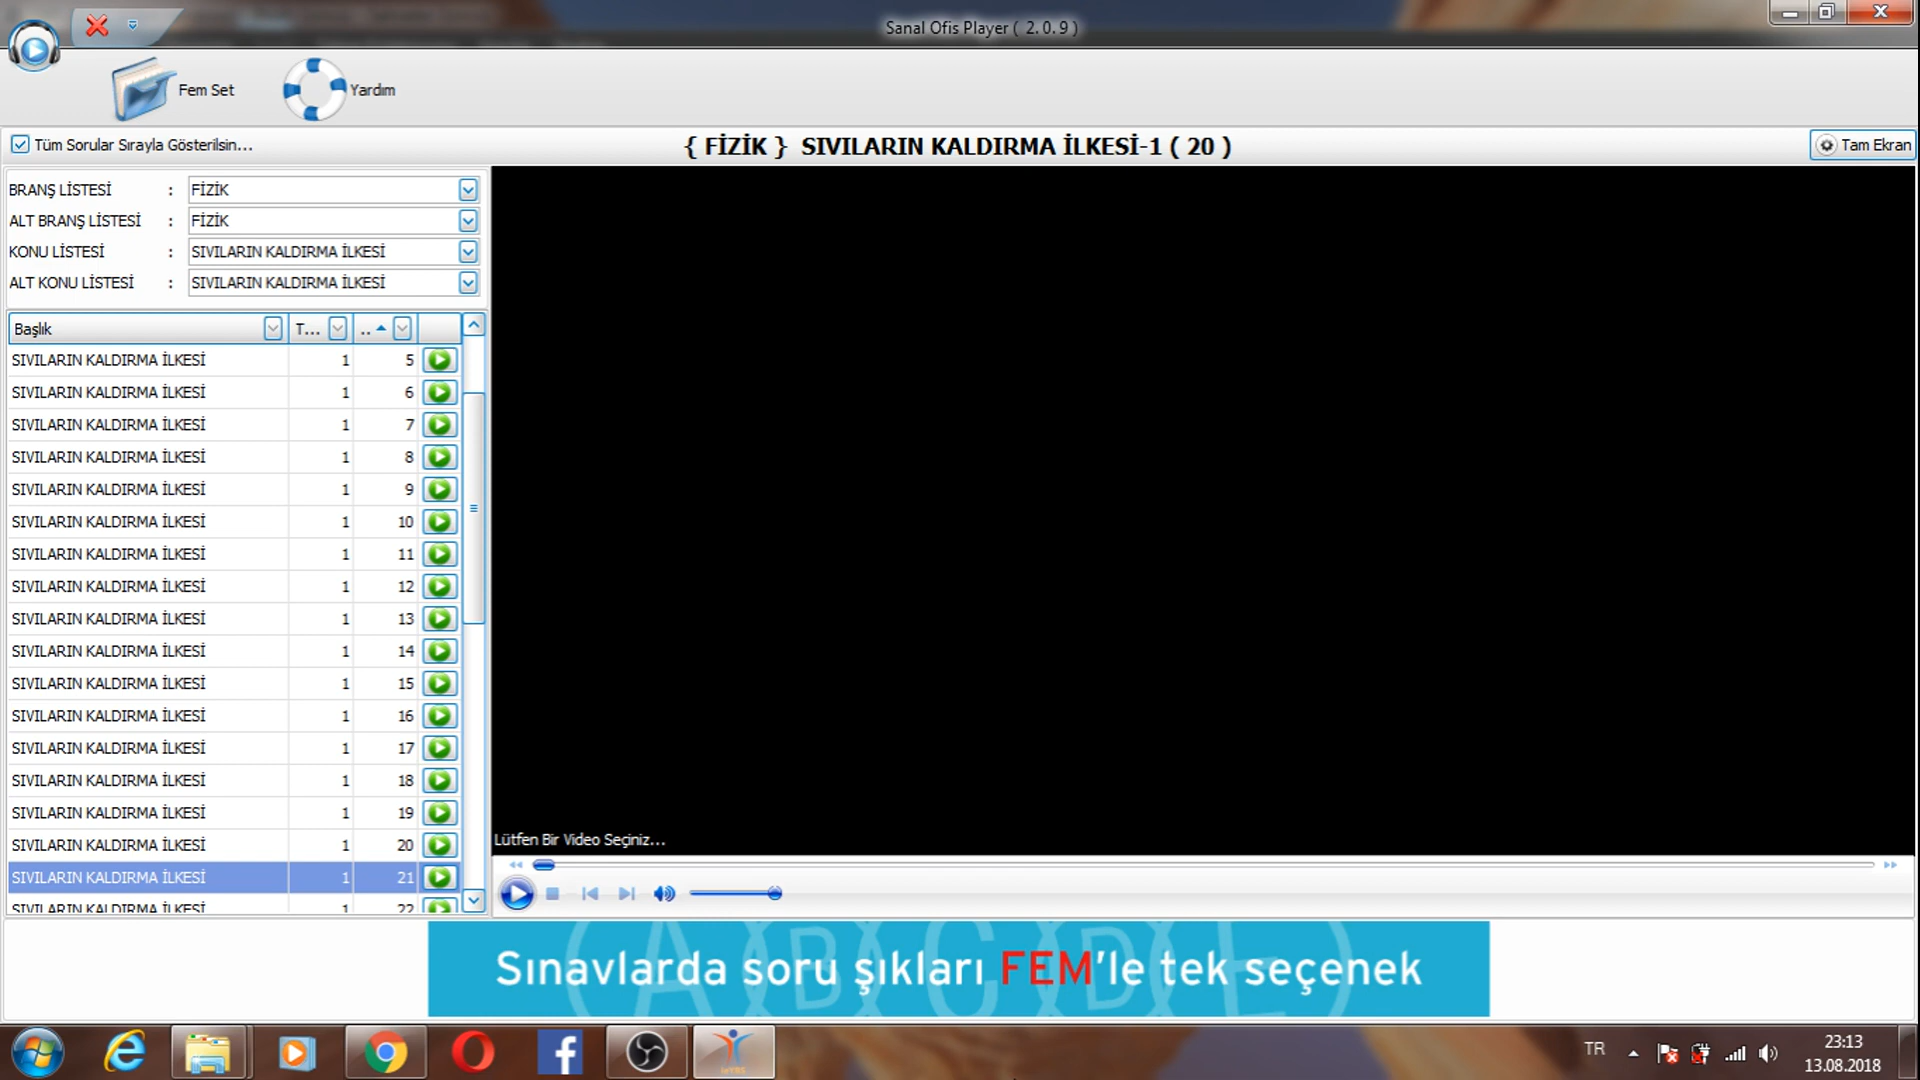 Sanal Ofis Player ( 2.0.9 )
Fem Set
Yardım
Tüm Sorular Sırayla Gösterilsin...
{ FİZİK } SIVILARIN KALDIRMA İLKESİ-1 ( 20 )
Tam Ekran
BRANŞ LİSTESİ : FİZİK
ALT BRANŞ LİSTESİ : FİZİK
KONU LİSTESİ : SIVILARIN KALDIRMA İLKESİ
ALT KONU LİSTESİ : SIVILARIN KALDIRMA İLKESİ
Başlık T... ..
SIVILARIN KALDIRMA İLKESİ 1 5
SIVILARIN KALDIRMA İLKESİ 1 6
SIVILARIN KALDIRMA İLKESİ 1 7
SIVILARIN KALDIRMA İLKESİ 1 8
SIVILARIN KALDIRMA İLKESİ 1 9
SIVILARIN KALDIRMA İLKESİ 1 10
SIVILARIN KALDIRMA İLKESİ 1 11
SIVILARIN KALDIRMA İLKESİ 1 12
SIVILARIN KALDIRMA İLKESİ 1 13
SIVILARIN KALDIRMA İLKESİ 1 14
SIVILARIN KALDIRMA İLKESİ 1 15
SIVILARIN KALDIRMA İLKESİ 1 16
SIVILARIN KALDIRMA İLKESİ 1 17
SIVILARIN KALDIRMA İLKESİ 1 18
SIVILARIN KALDIRMA İLKESİ 1 19
SIVILARIN KALDIRMA İLKESİ 1 20
SIVILARIN KALDIRMA İLKESİ 1 21
SIVILARIN KALDIRMA İLKESİ 1 22
Lütfen Bir Video Seçiniz...
A B C D E
Sınavlarda soru şıkları FEM'le tek seçenek
TR
23:13
13.08.2018